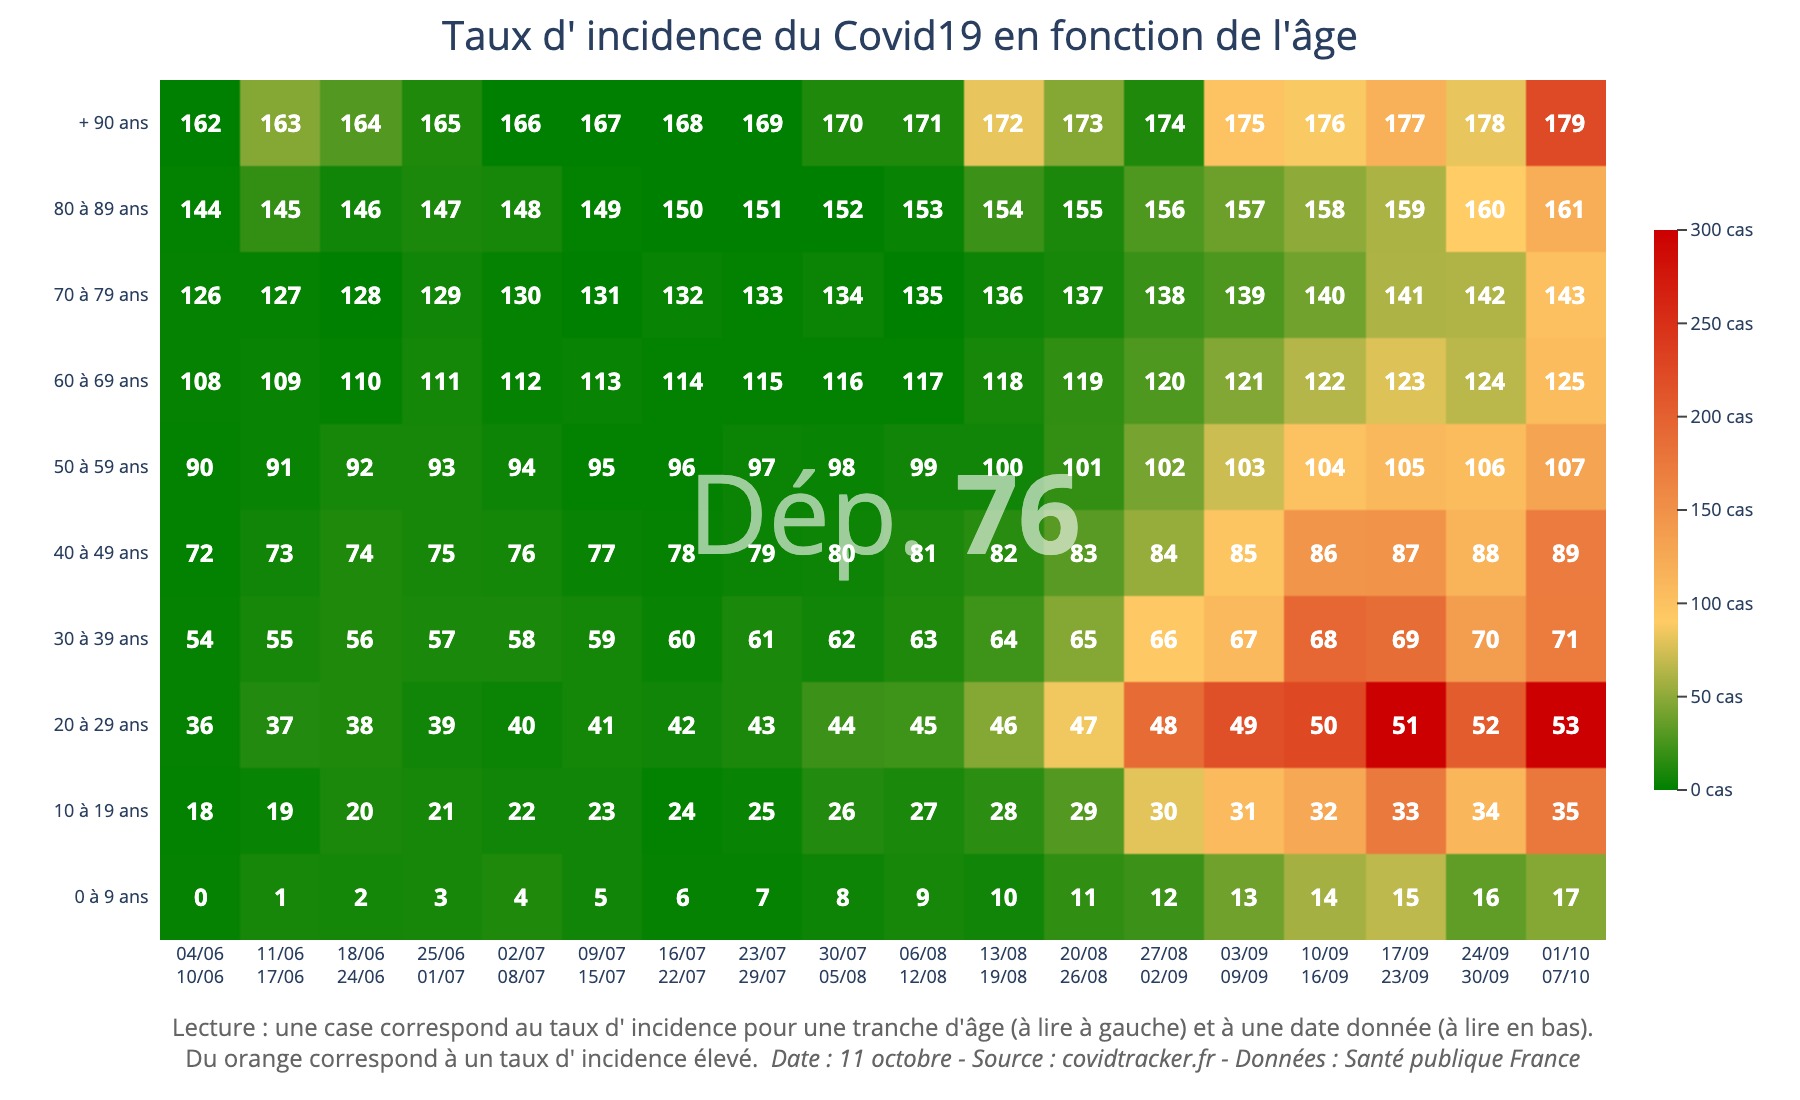 Taux d' incidence du Covid19 en fonction de l'âge
+ 90 ans 162 163 164 165 166 167 168 169 170 171 172 173 174 175 176 177 178 179
80 à 89 ans 144 145 146 147 148 149 150 151 152 153 154 155 156 157 158 159 160 161
70 à 79 ans 126 127 128 129 130 131 132 133 134 135 136 137 138 139 140 141 142 143
60 à 69 ans 108 109 110 111 112 113 114 115 116 117 118 119 120 121 122 123 124 125
50 à 59 ans 90 91 92 93 94 95 96 97 98 99 100 101 102 103 104 105 106 107
Dép. 76
40 à 49 ans 72 73 74 75 76 77 78 79 80 81 82 83 84 85 86 87 88 89
30 à 39 ans 54 55 56 57 58 59 60 61 62 63 64 65 66 67 68 69 70 71
20 à 29 ans 36 37 38 39 40 41 42 43 44 45 46 47 48 49 50 51 52 53
10 à 19 ans 18 19 20 21 22 23 24 25 26 27 28 29 30 31 32 33 34 35
0 à 9 ans 0 1 2 3 4 5 6 7 8 9 10 11 12 13 14 15 16 17
04/06 11/06 18/06 25/06 02/07 09/07 16/07 23/07 30/07 06/08 13/08 20/08 27/08 03/09 10/09 17/09 24/09 01/10
10/06 17/06 24/06 01/07 08/07 15/07 22/07 29/07 05/08 12/08 19/08 26/08 02/09 09/09 16/09 23/09 30/09 07/10
300 cas
250 cas
200 cas
150 cas
100 cas
50 cas
0 cas
Lecture : une case correspond au taux d' incidence pour une tranche d'âge (à lire à gauche) et à une date donnée (à lire en bas).
Du orange correspond à un taux d' incidence élevé. Date : 11 octobre - Source : covidtracker.fr - Données : Santé publique France